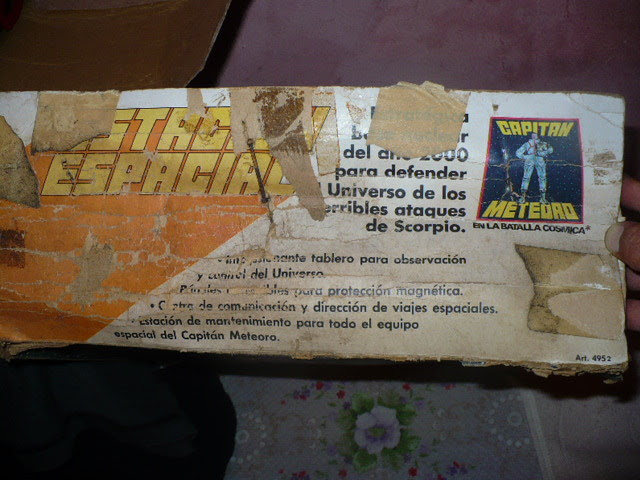 ESTACION
ESPACIAL
del año 2000
para defender
Universo de los
terribles ataques
de Scorpio.
CAPITAN
METEORO
EN LA BATALLA COSMICA®
tablero para observación
y control del Universo.
para protección magnética.
• de comunicación y dirección de viajes espaciales.
• Estación de mantenimiento para todo el equipo
espacial del Capitán Meteoro.
Art. 4952